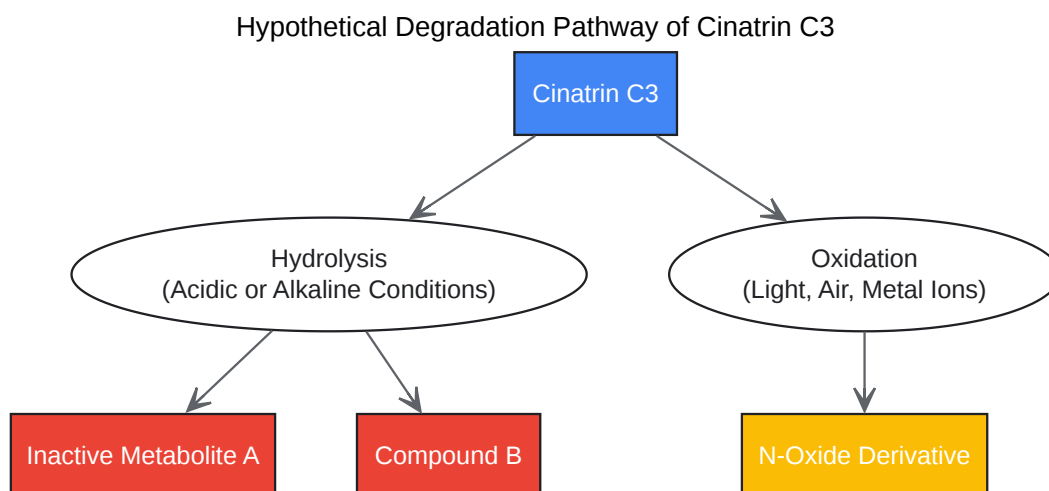 Hypothetical Degradation Pathway of Cinatrin C3
Cinatrin C3
Hydrolysis
(Acidic or Alkaline Conditions)
Oxidation
(Light, Air, Metal Ions)
Inactive Metabolite A
Compound B
N-Oxide Derivative